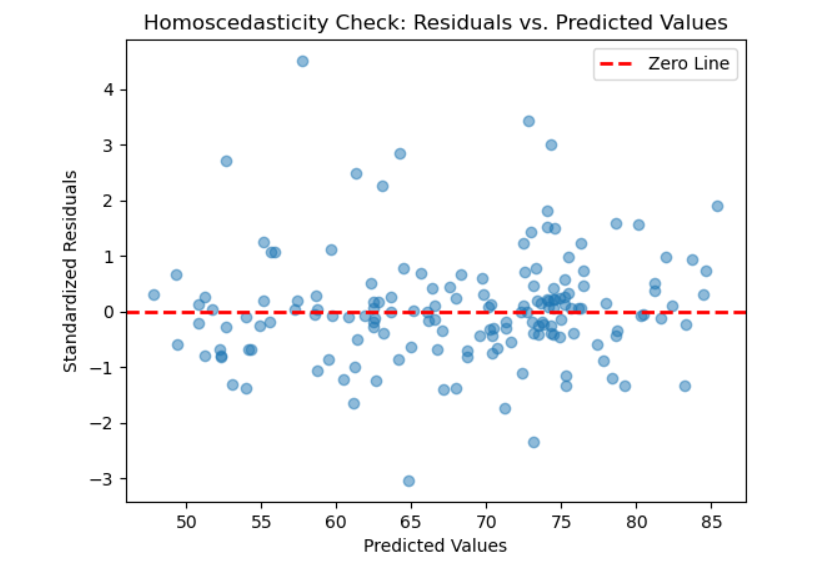 Homoscedasticity Check: Residuals vs. Predicted Values
Zero Line
Standardized Residuals
4
3
2
1
0
−1
−2
−3
50 55 60 65 70 75 80 85
Predicted Values